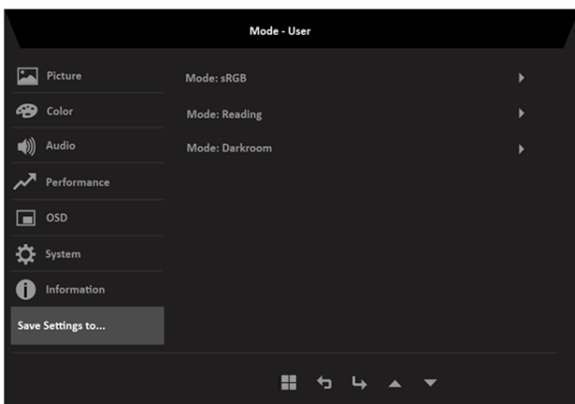 Mode - User
Picture
Color
Audio
Performance
OSD
System
Information
Save Settings to...
Mode: sRGB
Mode: Reading
Mode: Darkroom